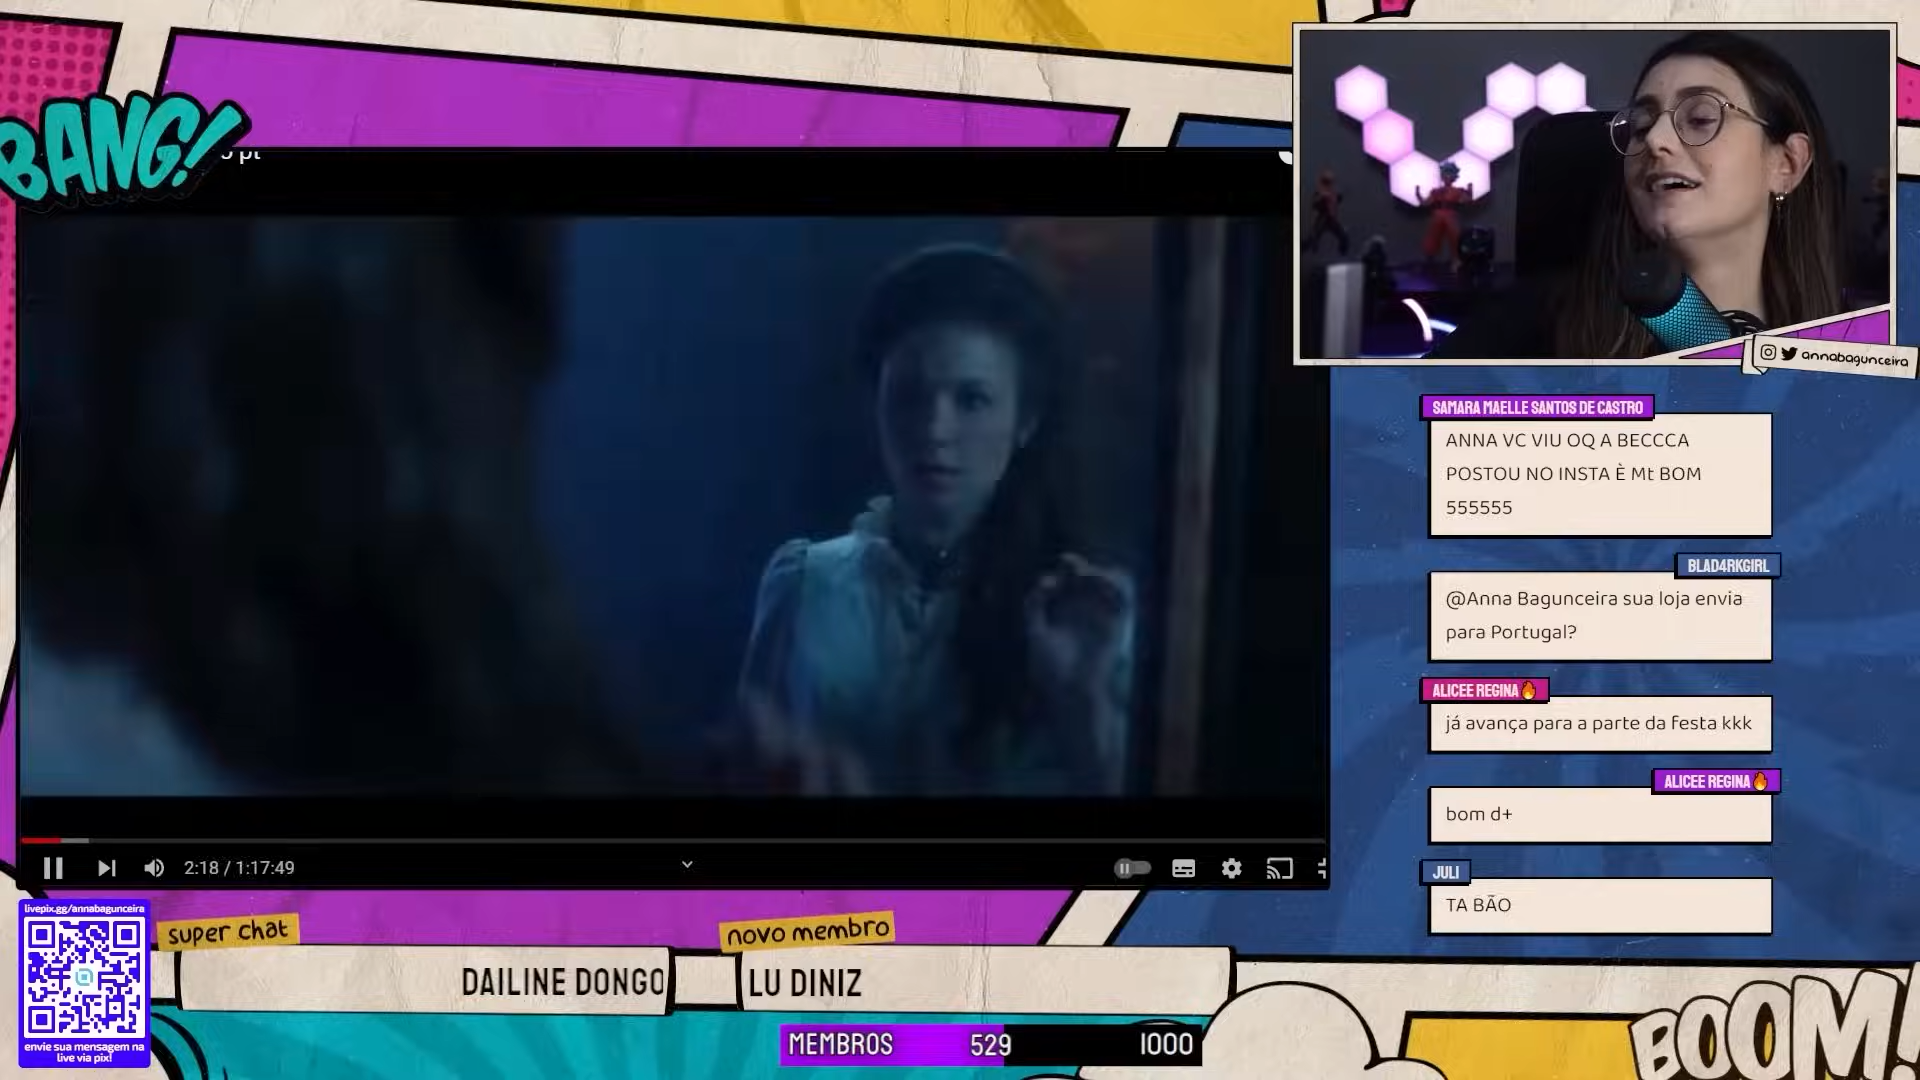 BANG!
5 pt
annabagunceira
SAMARA MAELLE SANTOS DE CASTRO
ANNA VC VIU OQ A BECCCA
POSTOU NO INSTA È Mt BOM
555555
BLAD4RKGIRL
@Anna Bagunceira sua loja envia
para Portugal?
ALICEE REGINA🔥
já avança para a parte da festa kkk
ALICEE REGINA🔥
bom d+
JULI
TA BÃO
2:18 / 1:17:49
livepix.gg/annabagunceira
envie sua mensagem na
live via pix!
super chat
DAILINE DONGO
novo membro
LU DINIZ
MEMBROS 529 1000
BOOM!